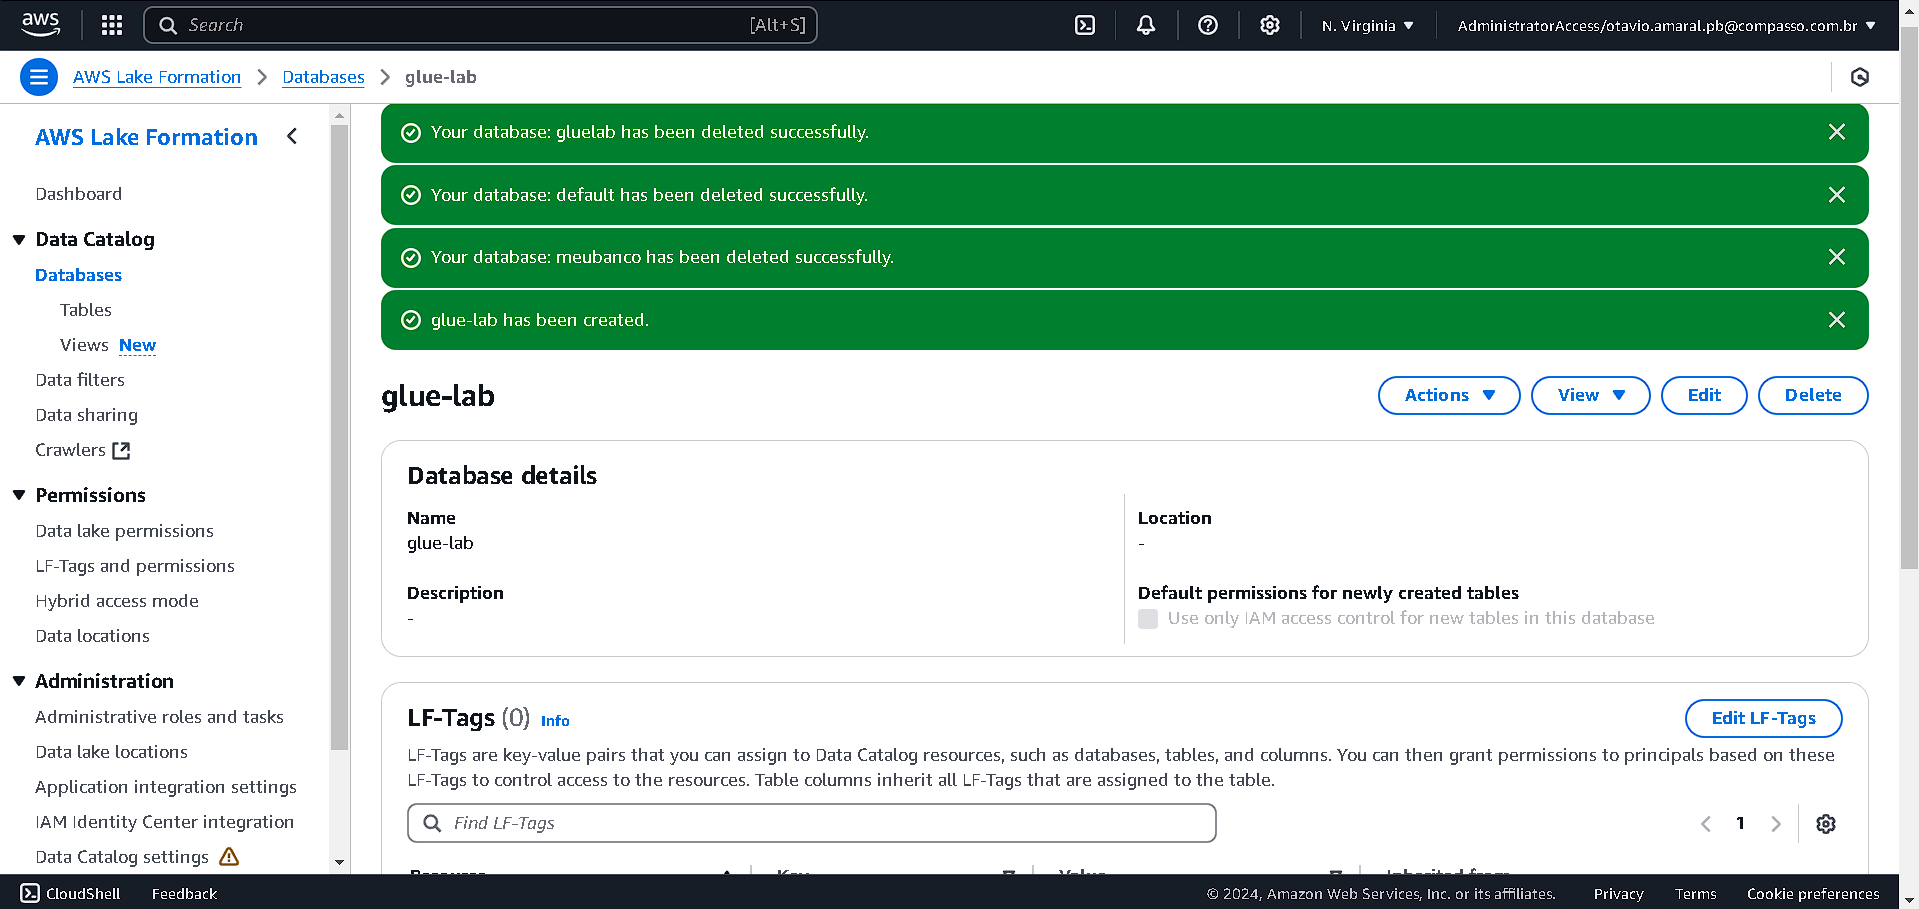 aws
Search
[Alt+S]
N. Virginia
AdministratorAccess/otavio.amaral.pb@compasso.com.br
AWS Lake Formation
Databases
glue-lab
AWS Lake Formation
Dashboard
Data Catalog
Databases
Tables
Views New
Data filters
Data sharing
Crawlers
Permissions
Data lake permissions
LF-Tags and permissions
Hybrid access mode
Data locations
Administration
Administrative roles and tasks
Data lake locations
Application integration settings
IAM Identity Center integration
Data Catalog settings
Your database: gluelab has been deleted successfully.
Your database: default has been deleted successfully.
Your database: meubanco has been deleted successfully.
glue-lab has been created.
glue-lab
Actions
View
Edit
Delete
Database details
Name
glue-lab
Description
-
Location
-
Default permissions for newly created tables
Use only IAM access control for new tables in this database
LF-Tags (0) Info
Edit LF-Tags
LF-Tags are key-value pairs that you can assign to Data Catalog resources, such as databases, tables, and columns. You can then grant permissions to principals based on these
LF-Tags to control access to the resources. Table columns inherit all LF-Tags that are assigned to the table.
Find LF-Tags
1
Resource
Key
Value
Inherited from
CloudShell
Feedback
© 2024, Amazon Web Services, Inc. or its affiliates.
Privacy
Terms
Cookie preferences